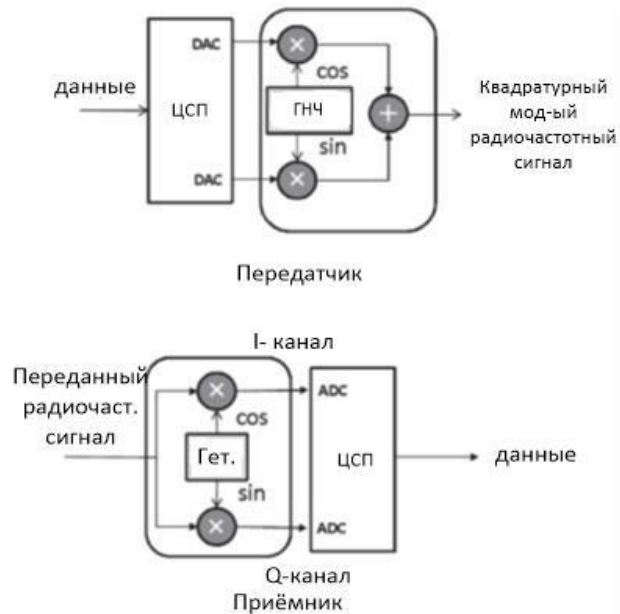 DAC
cos
данные
ЦСП
ГНЧ
Квадратурный
мод-ый
радиочастотный
сигнал
sin
DAC
Передатчик
I- канал
Переданный
радиочаст.
сигнал
ADC
cos
Гет.
ЦСП
данные
sin
ADC
Q-канал
Приёмник